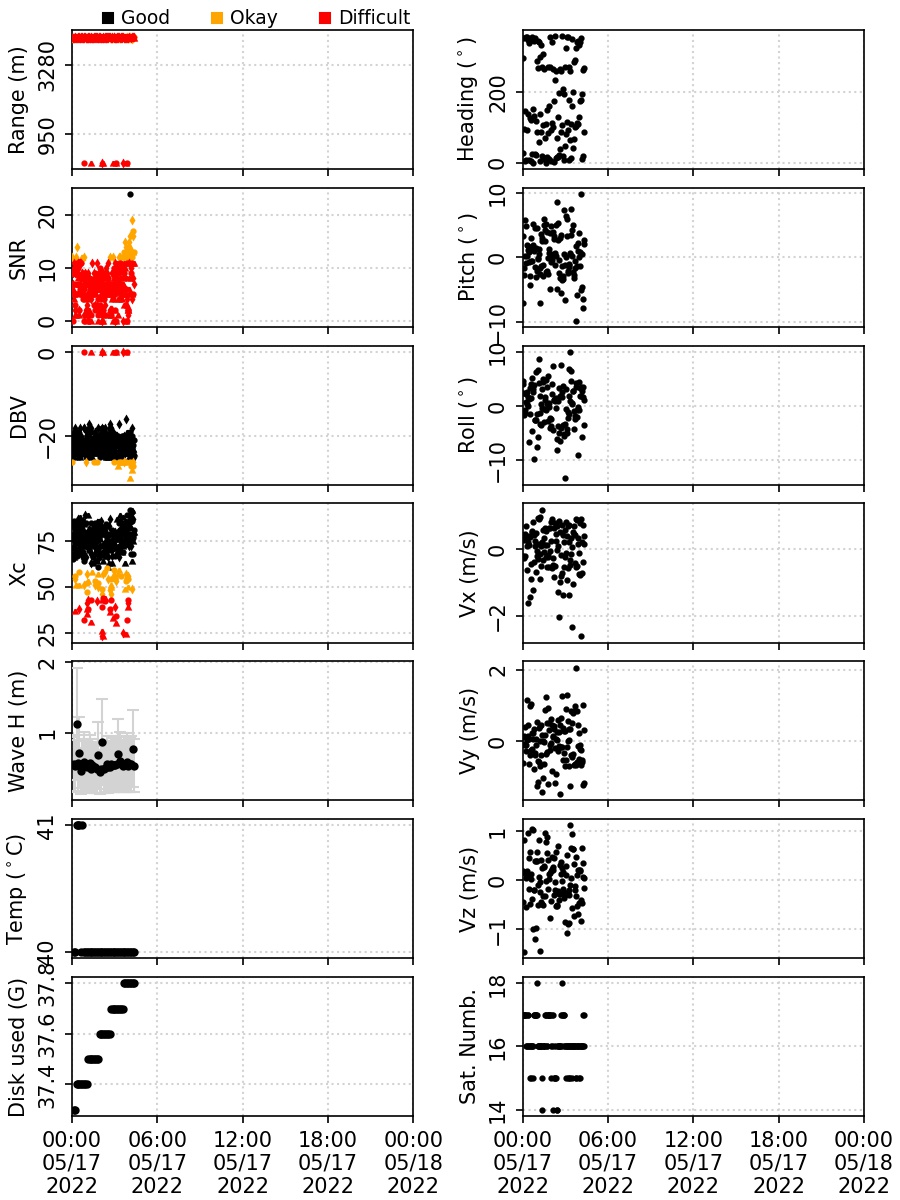 Good Okay Difficult
Range (m)
3280
950
Heading (°)
200
0
SNR
20
10
0
Pitch (°)
10
0
−10
DBV
0
−20
Roll (°)
10
0
−10
Xc
75
50
25
Vx (m/s)
0
−2
Wave H (m)
2
1
Vy (m/s)
2
0
Temp (°C)
41
40
Vz (m/s)
1
0
−1
Disk used (G)
37.8
37.6
37.4
Sat. Numb.
18
16
14
00:00 06:00 12:00 18:00 00:00
05/17 05/17 05/17 05/17 05/18
2022 2022 2022 2022 2022
00:00 06:00 12:00 18:00 00:00
05/17 05/17 05/17 05/17 05/18
2022 2022 2022 2022 2022